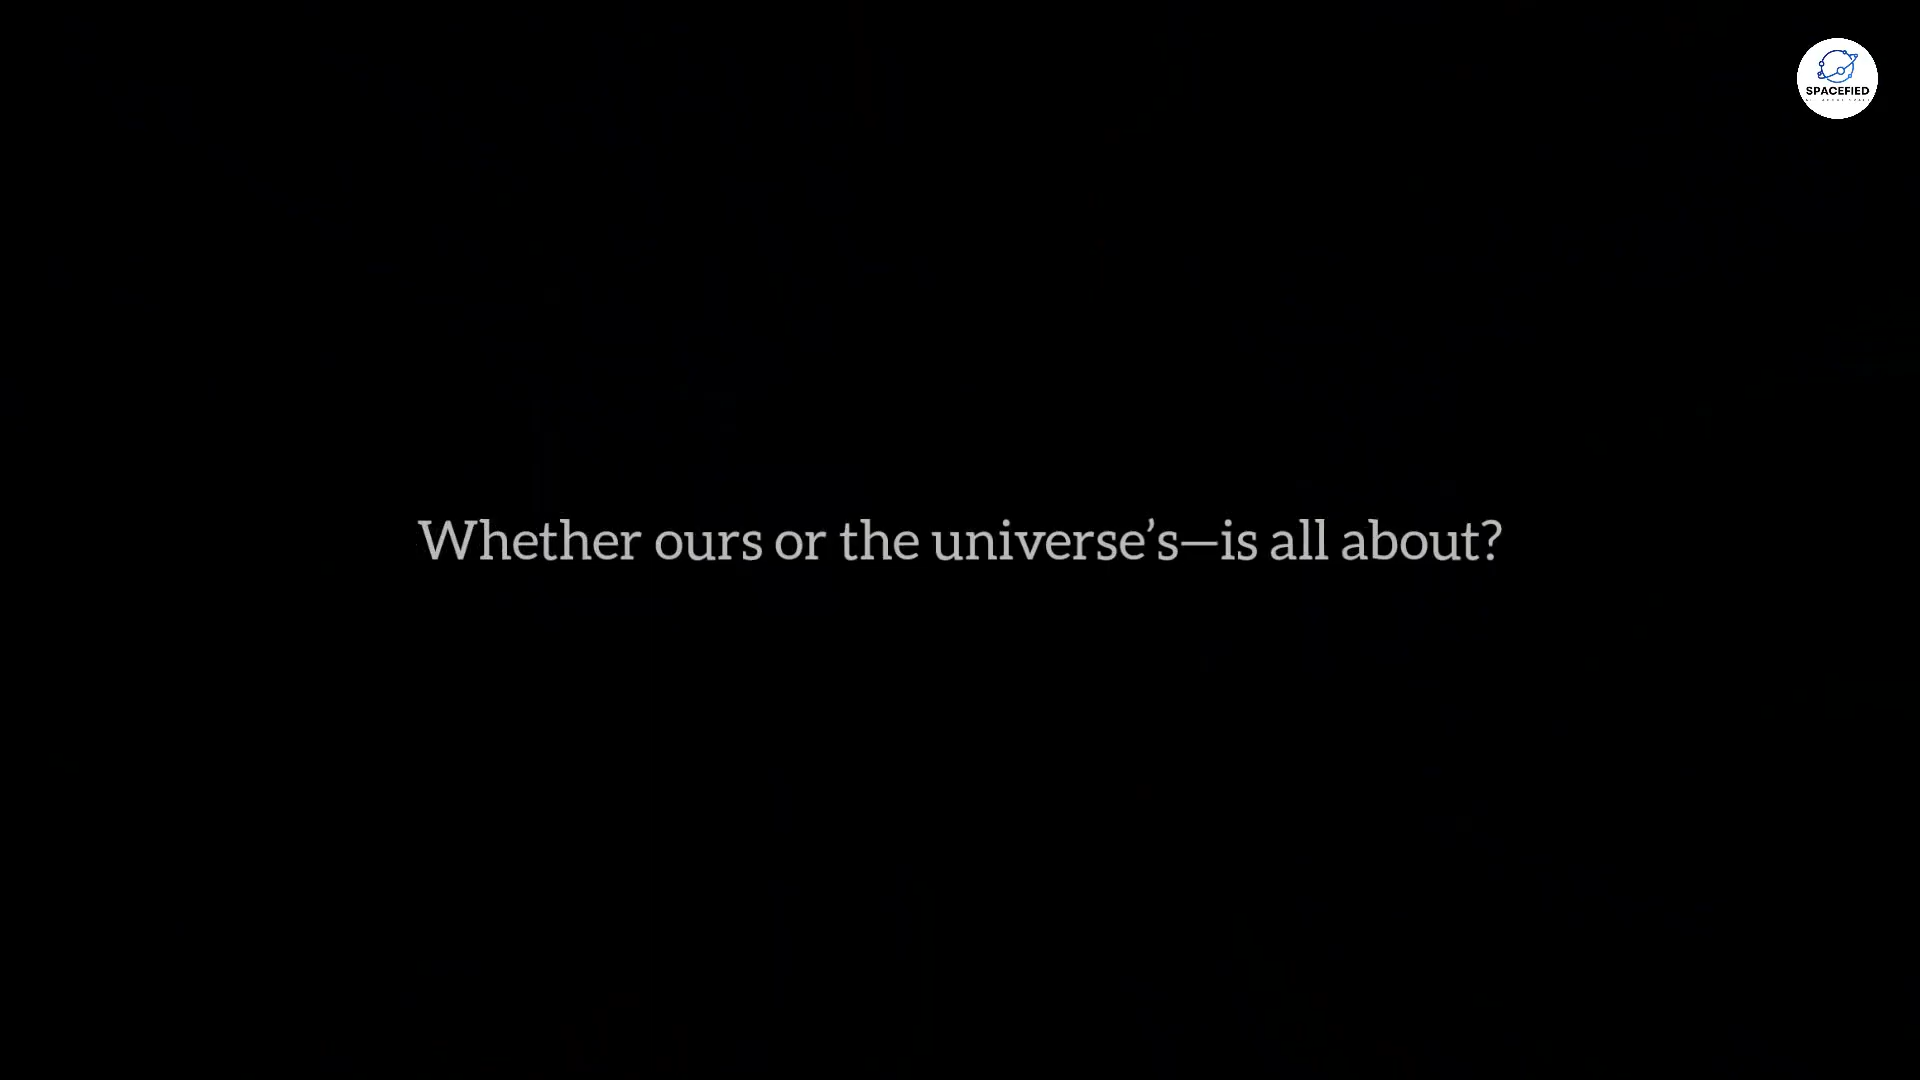 SPACEFIED
Whether ours or the universe’s—is all about?